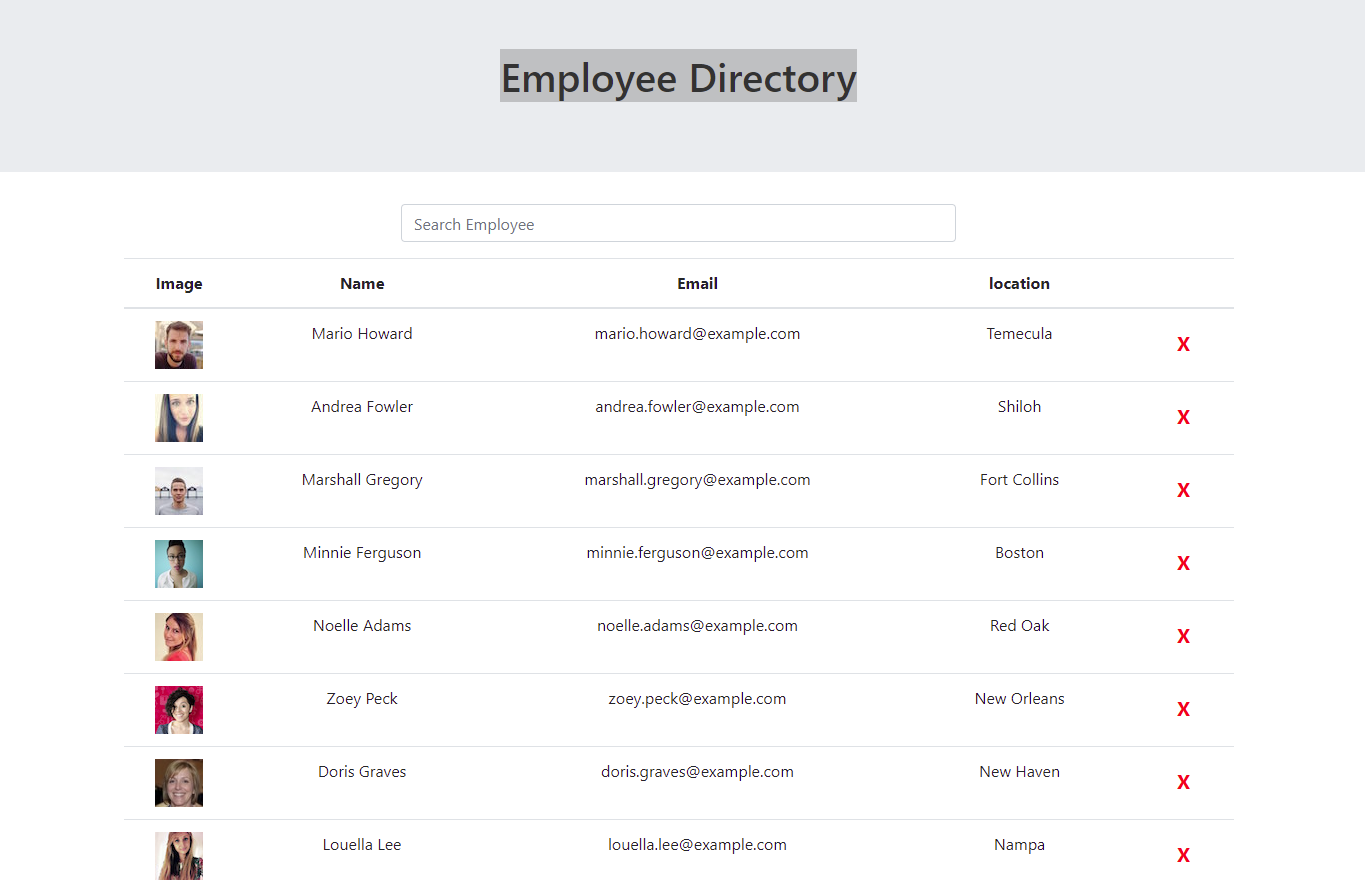 Employee Directory
Search Employee
Image Name Email location
Mario Howard mario.howard@example.com Temecula X
Andrea Fowler andrea.fowler@example.com Shiloh X
Marshall Gregory marshall.gregory@example.com Fort Collins X
Minnie Ferguson minnie.ferguson@example.com Boston X
Noelle Adams noelle.adams@example.com Red Oak X
Zoey Peck zoey.peck@example.com New Orleans X
Doris Graves doris.graves@example.com New Haven X
Louella Lee louella.lee@example.com Nampa X